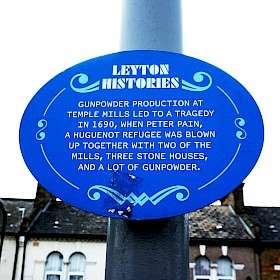 LEYTON
HISTORIES
GUNPOWDER PRODUCTION AT
TEMPLE MILLS LED TO A TRAGEDY
IN 1690, WHEN PETER PAIN,
A HUGUENOT REFUGEE WAS BLOWN
UP TOGETHER WITH TWO OF THE
MILLS, THREE STONE HOUSES,
AND A LOT OF GUNPOWDER.